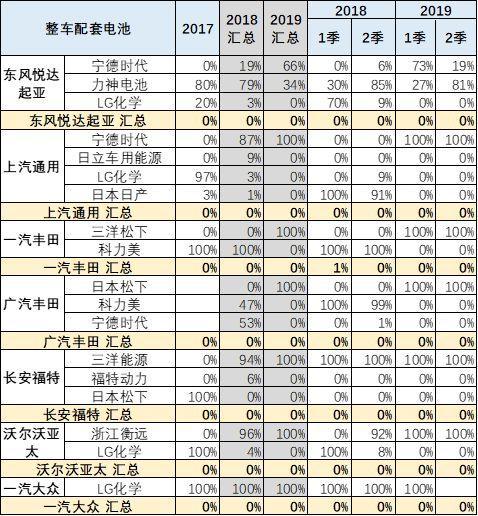 整车配套电池 2017 2018 汇总 2019 汇总 2018 2019
1季 2季 1季 2季
东风悦达起亚 宁德时代 0% 19% 66% 0% 6% 73% 19%
力神电池 80% 79% 34% 30% 85% 27% 81%
LG化学 20% 3% 0% 70% 9% 0% 0%
东风悦达起亚 汇总 0% 0% 0% 0% 0% 0% 0%
上汽通用 宁德时代 0% 87% 100% 0% 0% 100% 100%
日立车用能源 0% 9% 0% 0% 0% 0% 0%
LG化学 97% 3% 0% 0% 9% 0% 0%
日本日产 3% 1% 0% 100% 91% 0% 0%
上汽通用 汇总 0% 0% 0% 0% 0% 0% 0%
一汽丰田 三洋松下 0% 0% 100% 0% 0% 100% 100%
科力美 100% 100% 0% 100% 100% 0% 0%
一汽丰田 汇总 0% 0% 0% 1% 0% 0% 0%
广汽丰田 日本松下 0% 100% 0% 0% 100% 100%
科力美 47% 0% 100% 99% 0% 0%
宁德时代 53% 0% 0% 1% 0% 0%
广汽丰田 汇总 0% 0% 0% 0% 0% 0% 0%
长安福特 三洋能源 0% 94% 100% 100% 100% 100% 100%
福特动力 0% 6% 0% 0% 0% 0% 0%
日本松下 100% 0% 0% 0% 0% 0% 0%
长安福特 汇总 0% 0% 0% 0% 0% 0% 0%
沃尔沃亚太 浙江衡远 0% 96% 100% 0% 92% 100% 100%
LG化学 100% 4% 0% 100% 8% 0% 0%
沃尔沃亚太 汇总 0% 0% 0% 0% 0% 0% 0%
一汽大众 LG化学 100% 100% 100% 100% 100% 100%
一汽大众 汇总 0% 0% 0% 0% 0% 0% 0%